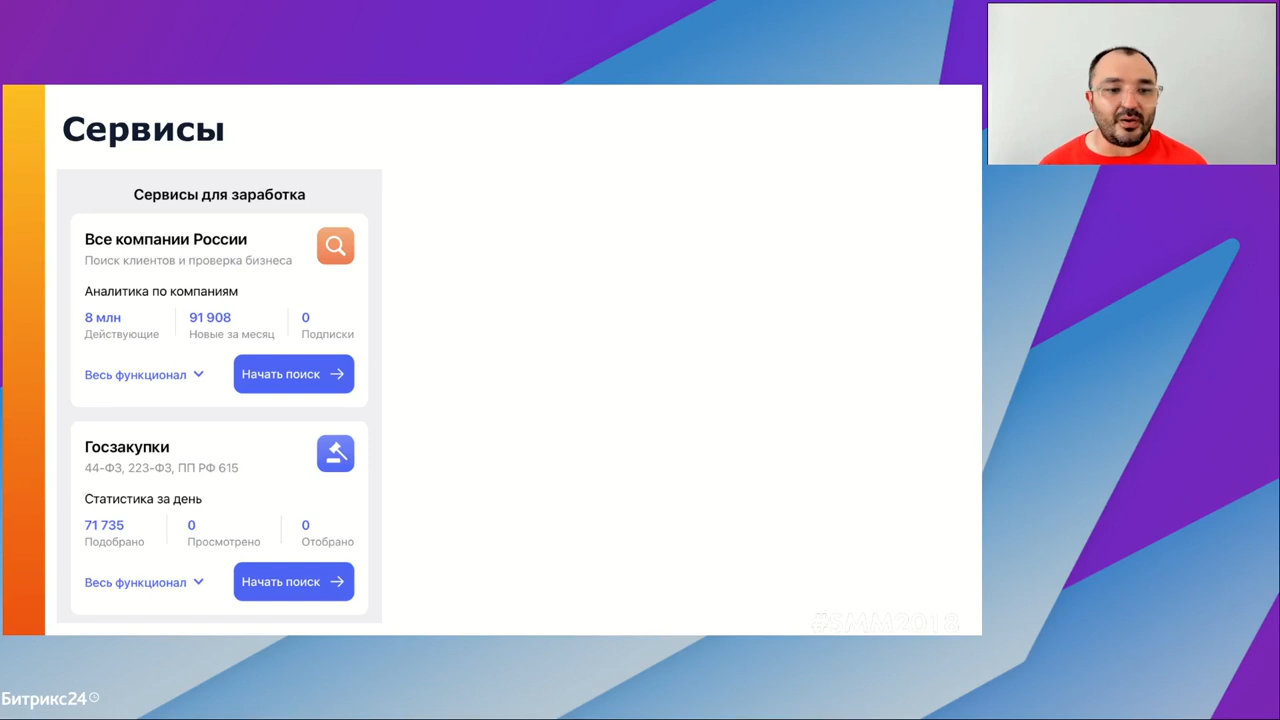 Сервисы
Сервисы для заработка
Все компании России
Поиск клиентов и проверка бизнеса
Аналитика по компаниям
8 млн 91 908 0
Действующие Новые за месяц Подписки
Весь функционал Начать поиск
Госзакупки
44-ФЗ, 223-ФЗ, ПП РФ 615
Статистика за день
71 735 0 0
Подобрано Просмотрено Отобрано
Весь функционал Начать поиск
#SMM2018
Битрикс24